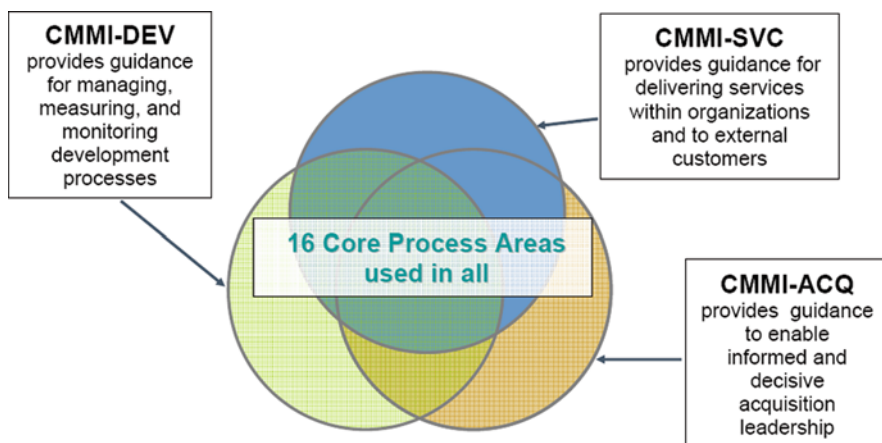 CMMI-DEV
provides guidance
for managing,
measuring, and
monitoring
development
processes
CMMI-SVC
provides guidance for
delivering services
within organizations
and to external
customers
16 Core Process Areas
used in all
CMMI-ACQ
provides guidance
to enable
informed and
decisive
acquisition
leadership